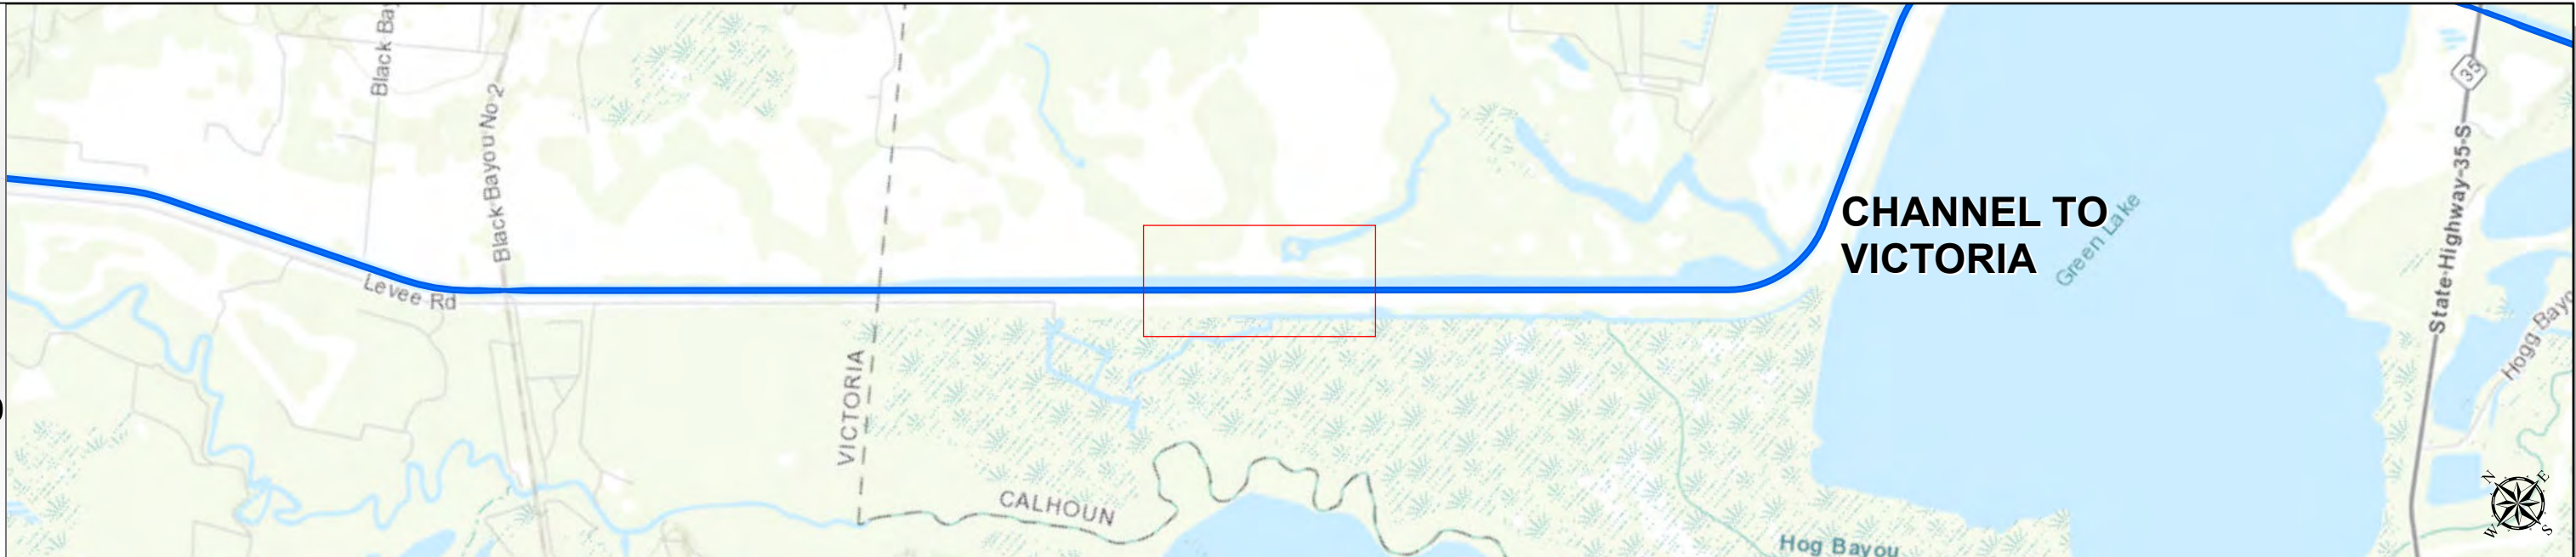 Black Bay
Black Bayou No 2
35
State-Highway-35-S
CHANNEL TO
VICTORIA
Green Lake
Levee Rd
Hogg Bayo
VICTORIA
CALHOUN
Hog Bayou
N
E
W
S